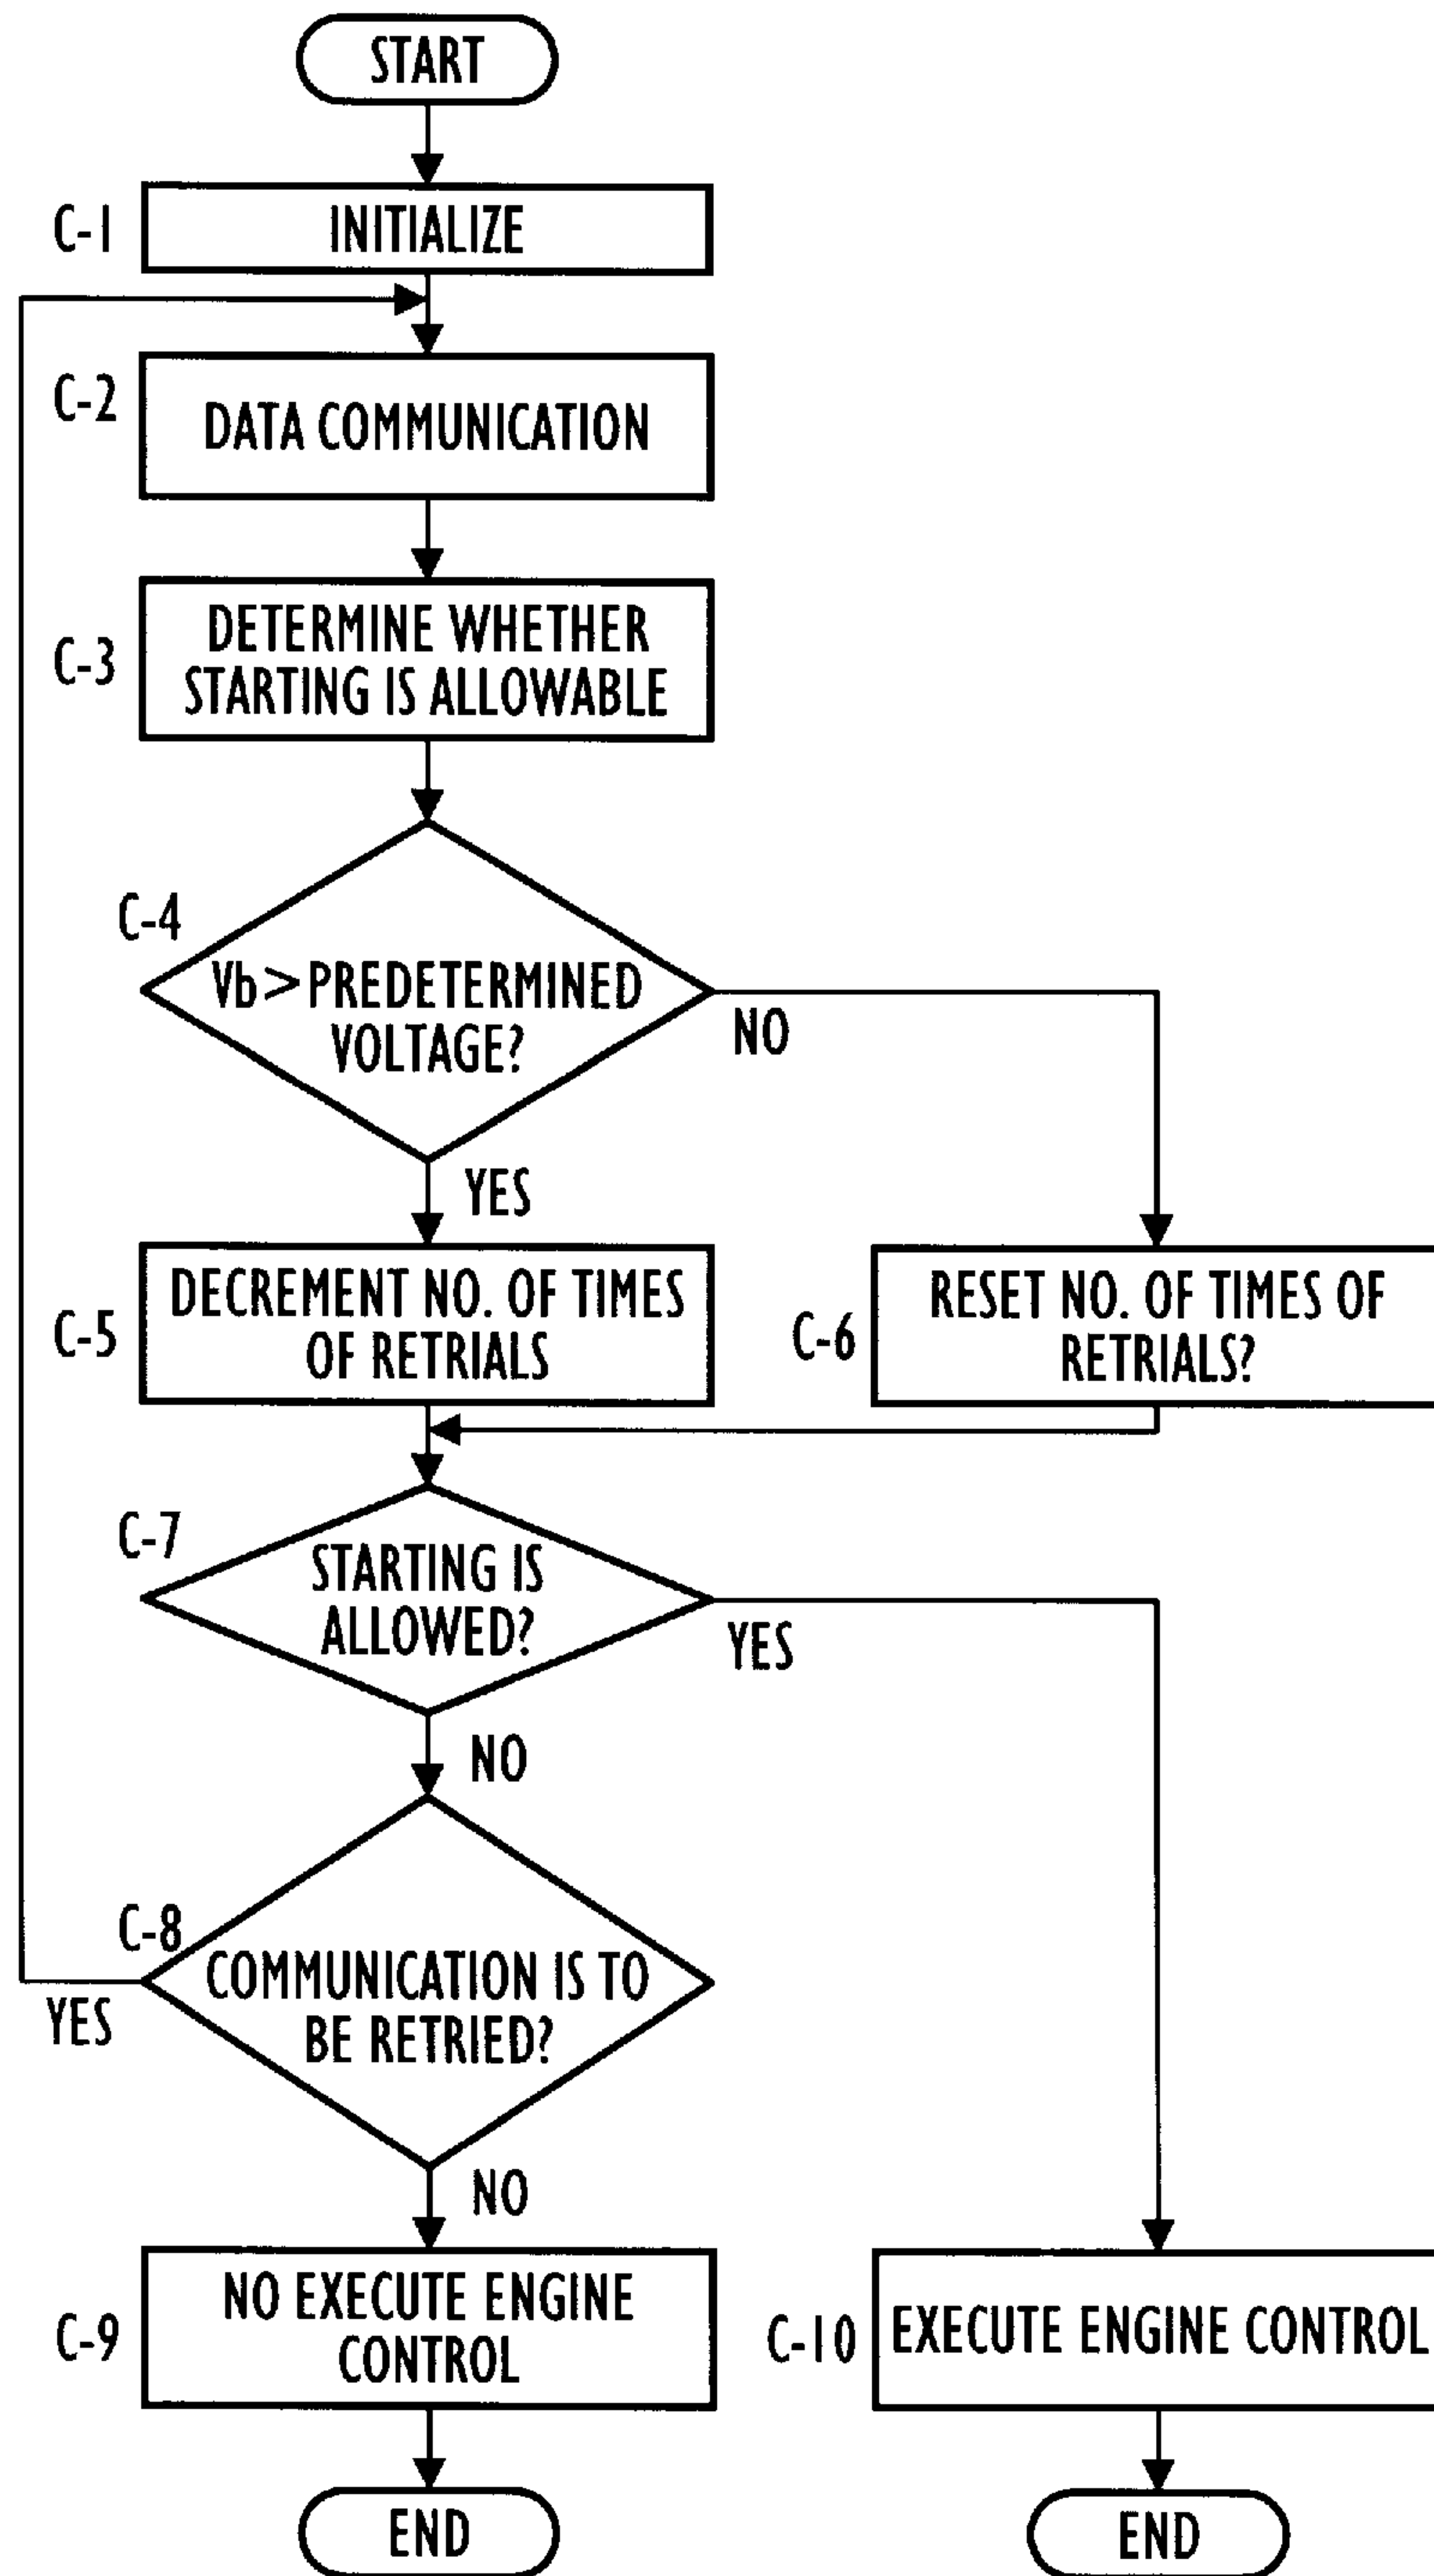 START
C-1
INITIALIZE
C-2
DATA COMMUNICATION
C-3
DETERMINE WHETHER
STARTING IS ALLOWABLE
C-4
Vb>PREDETERMINED
VOLTAGE?
NO
YES
C-5
DECREMENT NO. OF TIMES
OF RETRIALS
C-6
RESET NO. OF TIMES OF
RETRIALS?
C-7
STARTING IS
ALLOWED?
YES
NO
C-8
COMMUNICATION IS TO
BE RETRIED?
YES
NO
C-9
NO EXECUTE ENGINE
CONTROL
C-10
EXECUTE ENGINE CONTROL
END
END